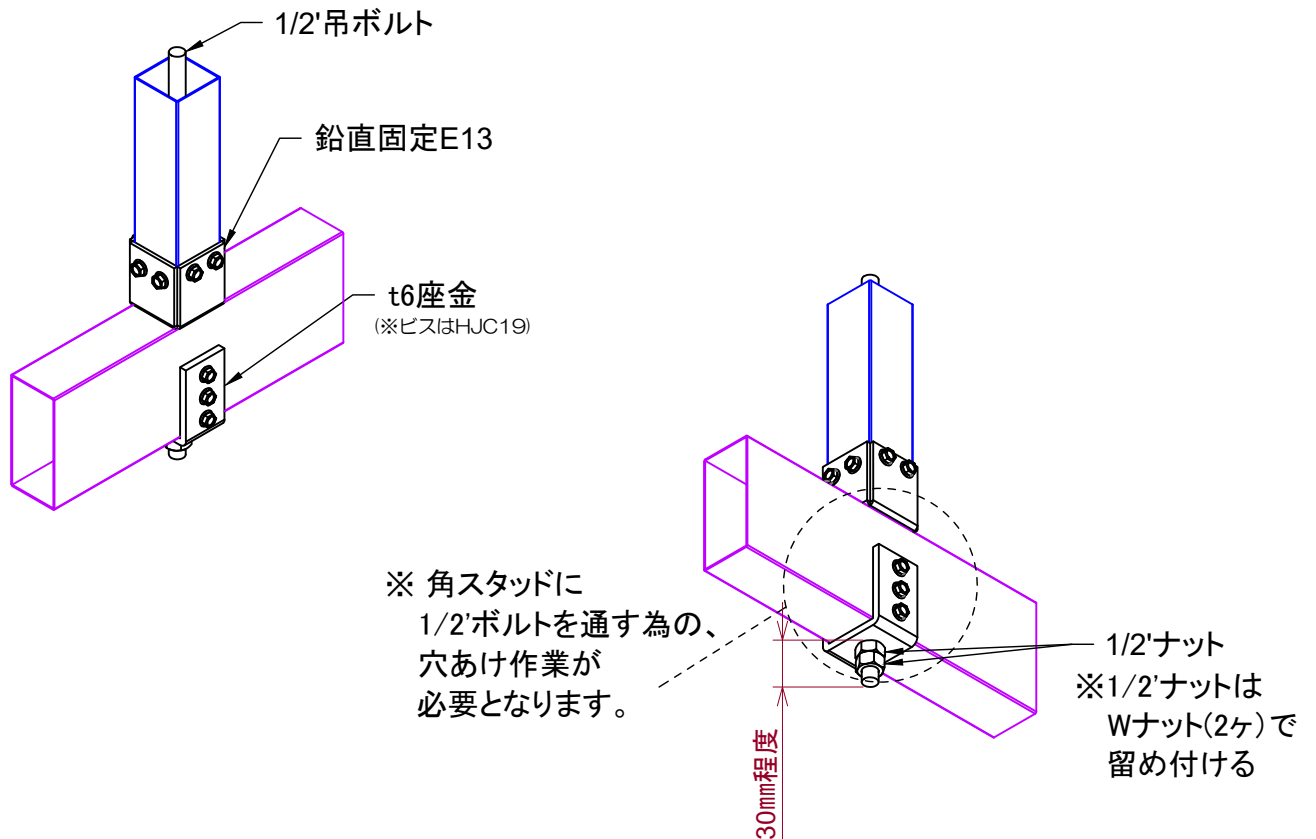 1/2'吊ボルト
鉛直固定E13
t6座金
(※ビスはHJC19)
※ 角スタッドに
1/2'ボルトを通す為の、
穴あけ作業が
必要となります。
1/2'ナット
※1/2'ナットは
Wナット(2ヶ)で
留め付ける
30mm程度